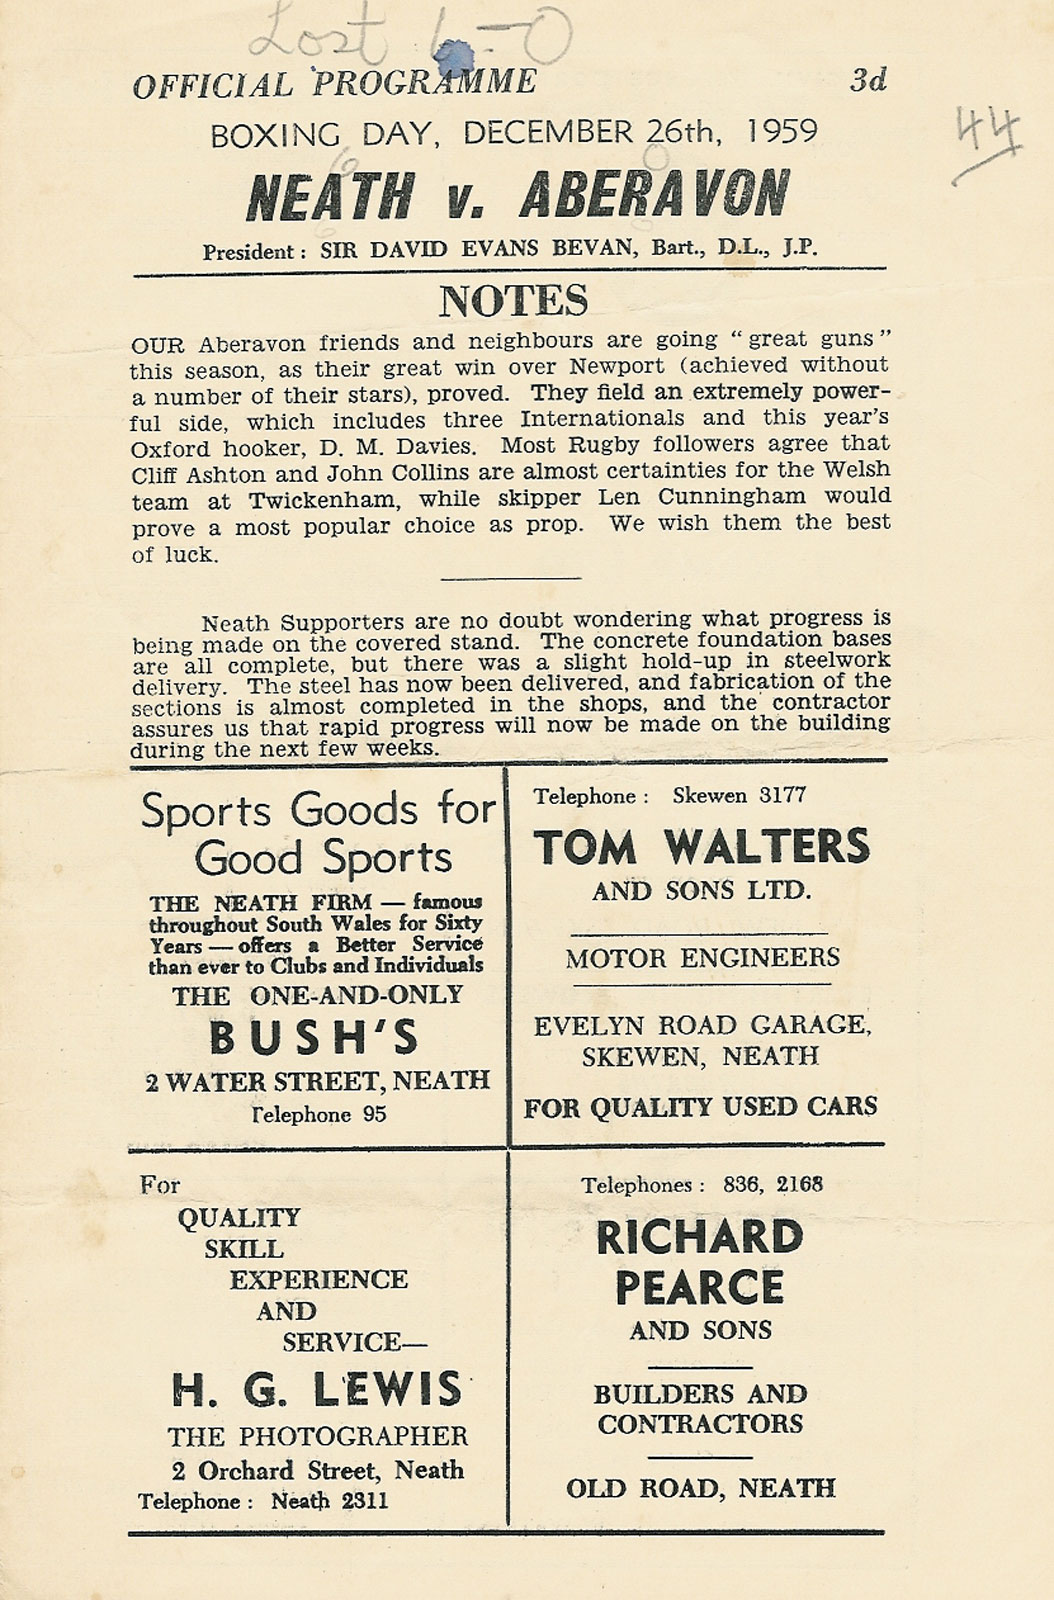 Lost 6-0
OFFICIAL PROGRAMME 3d
BOXING DAY, DECEMBER 26th, 1959
44
6 0
NEATH v. ABERAVON
President : SIR DAVID EVANS BEVAN, Bart., D.L., J.P.
NOTES
OUR Aberavon friends and neighbours are going "great guns"
this season, as their great win over Newport (achieved without
a number of their stars), proved. They field an extremely power-
ful side, which includes three Internationals and this year's
Oxford hooker, D. M. Davies. Most Rugby followers agree that
Cliff Ashton and John Collins are almost certainties for the Welsh
team at Twickenham, while skipper Len Cunningham would
prove a most popular choice as prop. We wish them the best
of luck.
Neath Supporters are no doubt wondering what progress is
being made on the covered stand. The concrete foundation bases
are all complete, but there was a slight hold-up in steelwork
delivery. The steel has now been delivered, and fabrication of the
sections is almost completed in the shops, and the contractor
assures us that rapid progress will now be made on the building
during the next few weeks.
Sports Goods for
Good Sports
THE NEATH FIRM — famous
throughout South Wales for Sixty
Years — offers a Better Service
than ever to Clubs and Individuals
THE ONE-AND-ONLY
BUSH'S
2 WATER STREET, NEATH
Telephone 95
Telephone : Skewen 3177
TOM WALTERS
AND SONS LTD.
MOTOR ENGINEERS
EVELYN ROAD GARAGE,
SKEWEN, NEATH
FOR QUALITY USED CARS
For
QUALITY
SKILL
EXPERIENCE
AND
SERVICE—
H. G. LEWIS
THE PHOTOGRAPHER
2 Orchard Street, Neath
Telephone : Neath 2311
Telephones : 836, 2168
RICHARD
PEARCE
AND SONS
BUILDERS AND
CONTRACTORS
OLD ROAD, NEATH